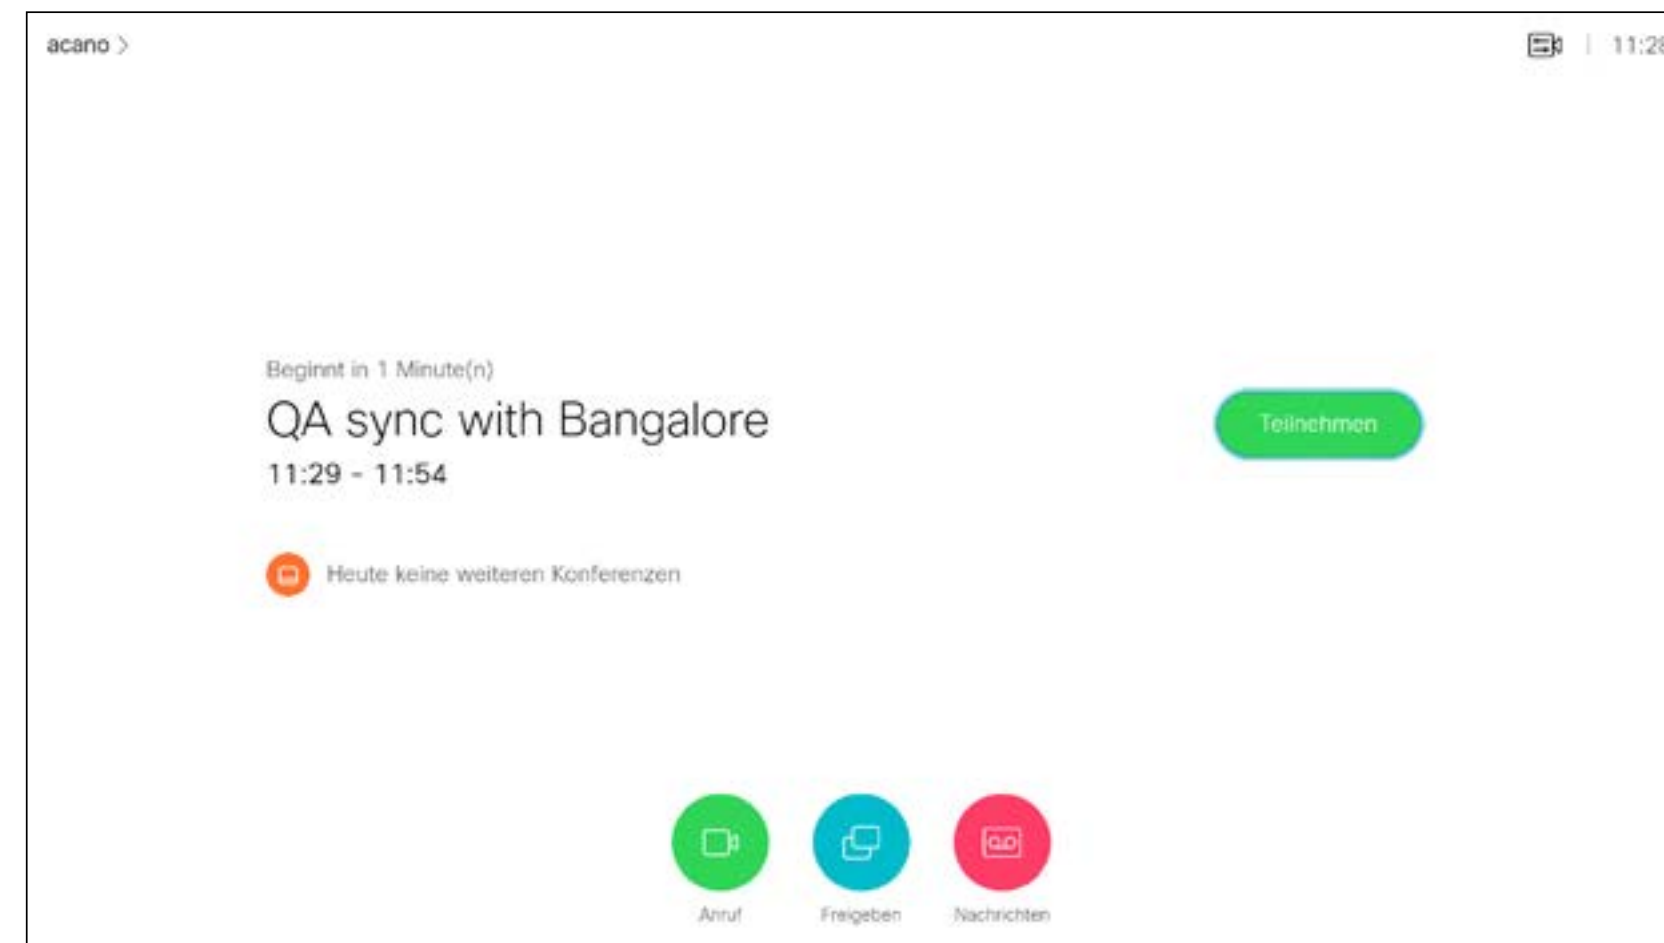 acano >
11:28
Beginnt in 1 Minute(n)
QA sync with Bangalore
11:29 - 11:54
Teilnehmen
Heute keine weiteren Konferenzen
Anruf
Freigeben
Nachrichten